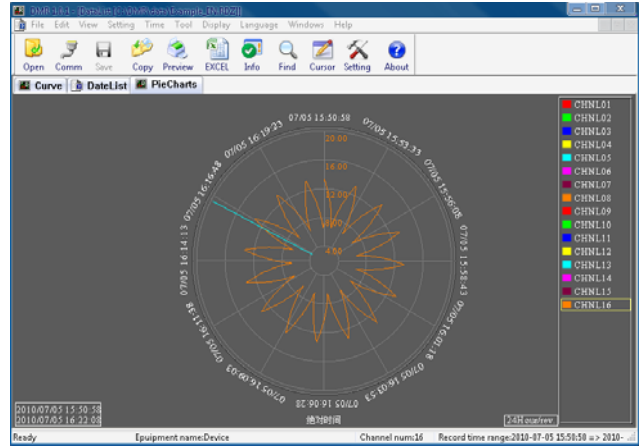 File Edit View Setting Time Tool Display Language Windows Help
Open Comm Save Copy Preview EXCEL Info Find Cursor Setting About
Curve DateList PieCharts
07/05 15:50:58
07/05 15:53:33
07/05 15:56:08
07/05 15:58:43
07/05 16:01:18
07/05 16:03:53
07/05 16:06:28
07/05 16:09:03
07/05 16:11:38
07/05 16:14:13
07/05 16:16:48
07/05 16:19:23
20.00
16.00
12.00
8.00
4.00
绝对时间
CHNL01
CHNL02
CHNL03
CHNL04
CHNL05
CHNL06
CHNL07
CHNL08
CHNL09
CHNL10
CHNL11
CHNL12
CHNL13
CHNL14
CHNL15
CHNL16
2010/07/05 15:50:58
2010/07/05 16:22:08
24Hour/rev
Ready Epuipment name:Device Channel num:16 Record time range:2010-07-05 15:50:58 => 2010-